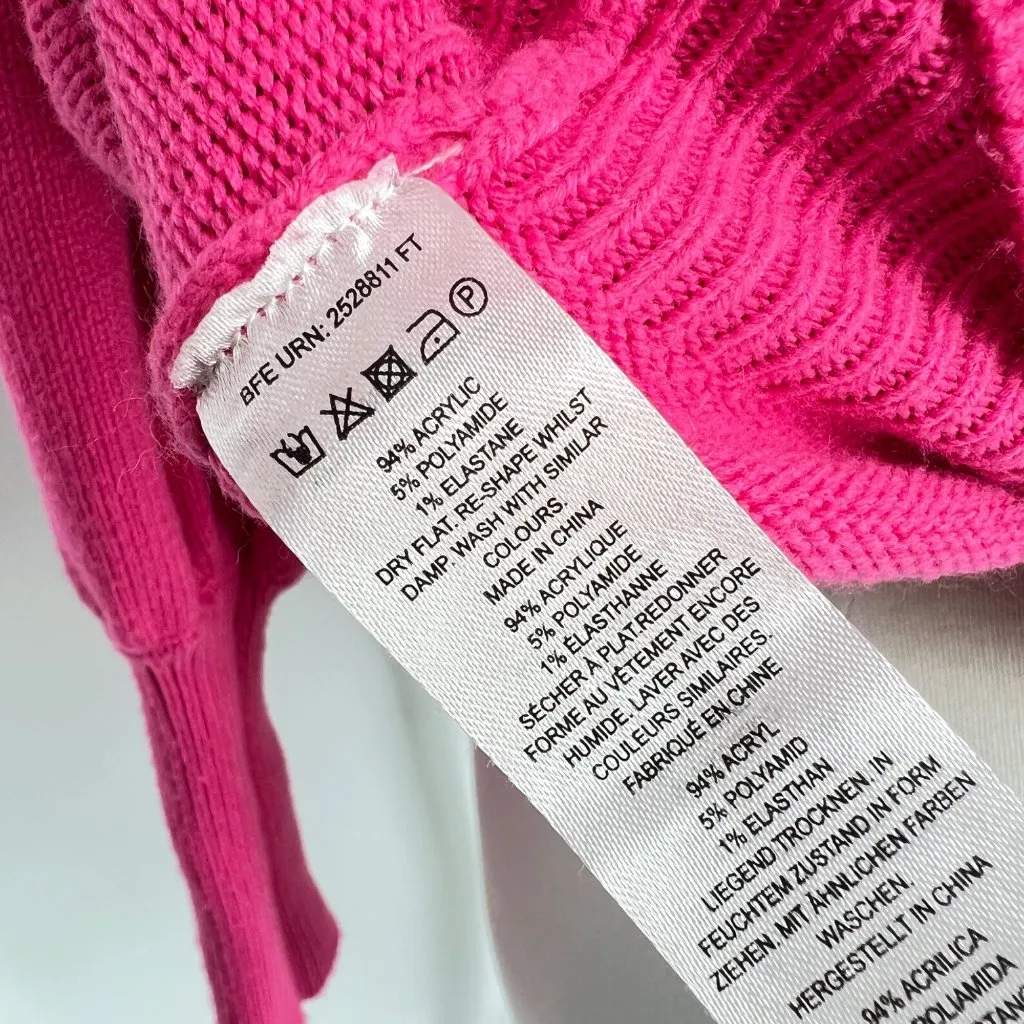 BFE URN: 2528811 FT
P
94% ACRYLIC
5% POLYAMIDE
1% ELASTANE
DRY FLAT. RE-SHAPE WHILST
DAMP. WASH WITH SIMILAR
COLOURS.
MADE IN CHINA
94% ACRYLIQUE
5% POLYAMIDE
1% ÉLASTHANNE
SÉCHER À PLAT.REDONNER
FORME AU VÊTEMENT ENCORE
HUMIDE. LAVER AVEC DES
COULEURS SIMILAIRES.
FABRIQUÉ EN CHINE
94% ACRYL
5% POLYAMID
1% ELASTHAN
LIEGEND TROCKNEN. IN
FEUCHTEM ZUSTAND IN FORM
ZIEHEN. MIT ÄHNLICHEN FARBEN
WASCHEN.
HERGESTELLT IN CHINA
94% ACRILICA